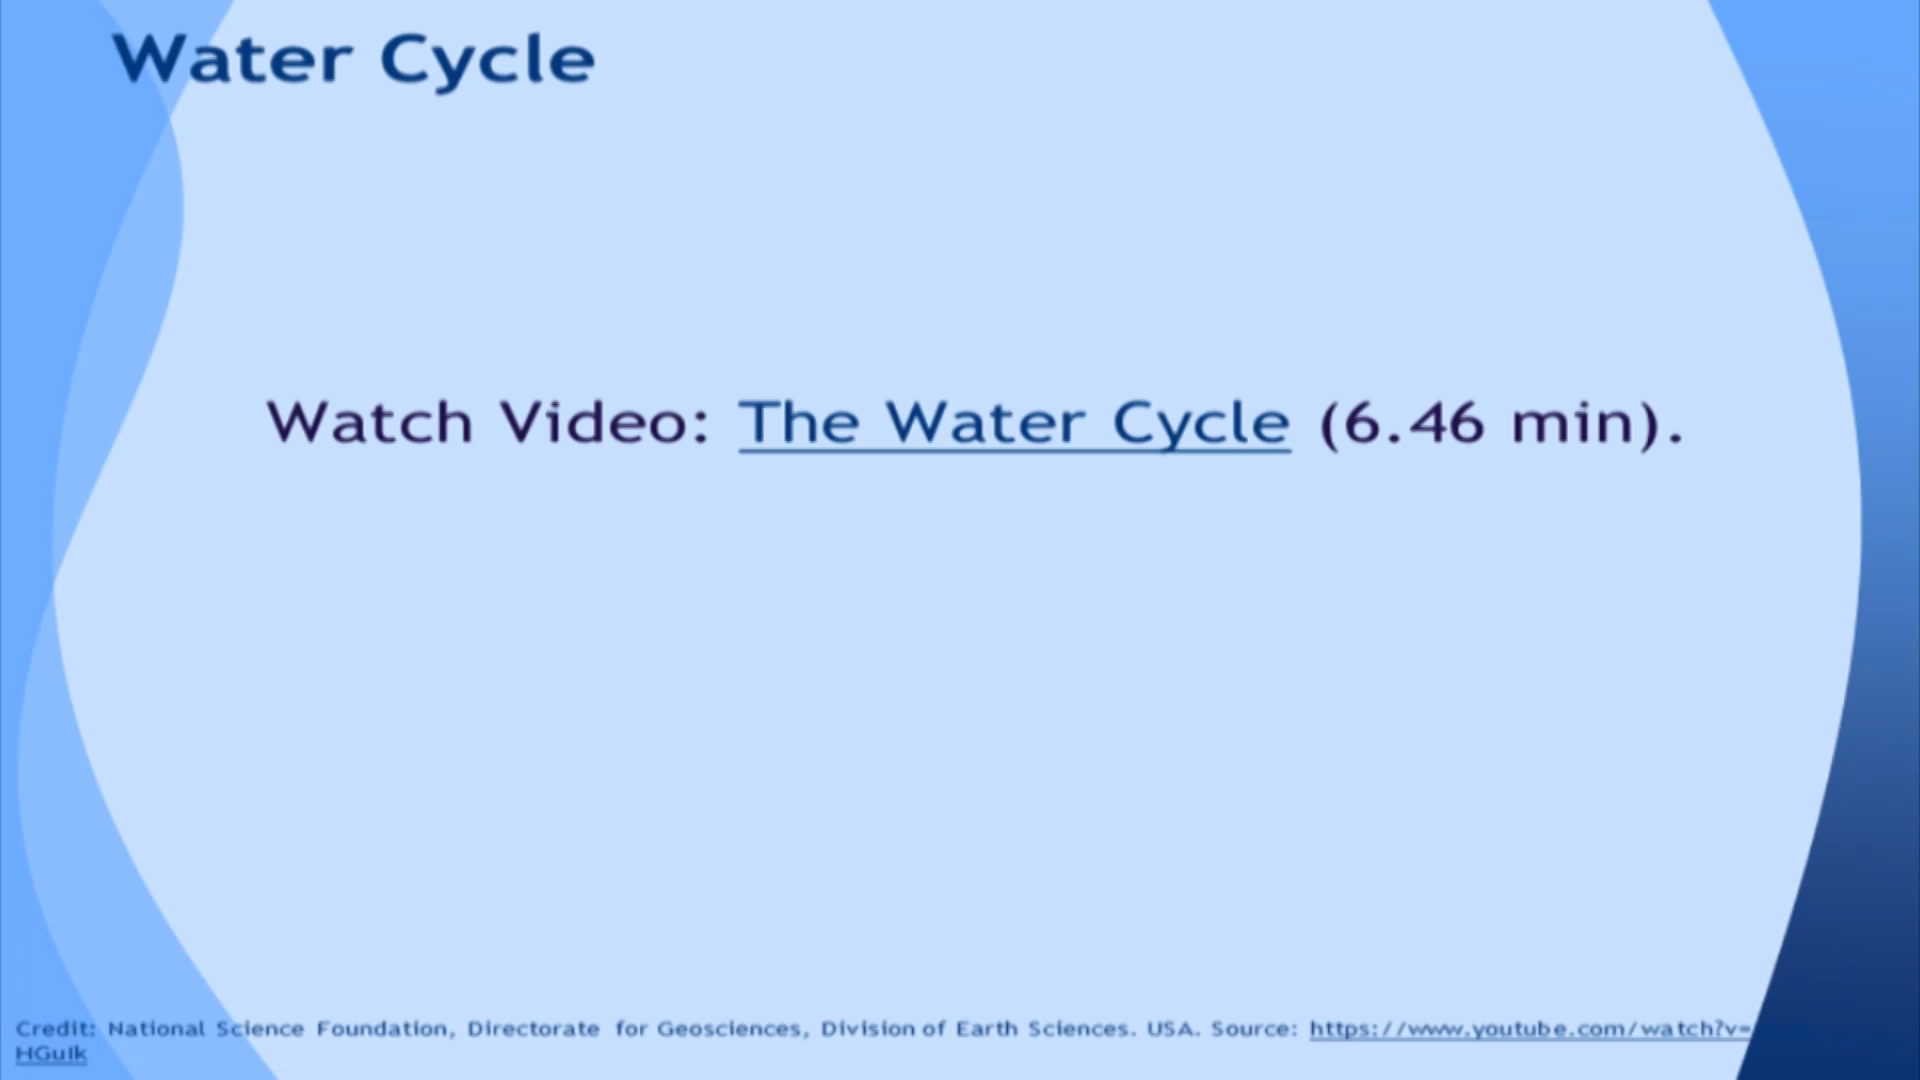 Water Cycle
Watch Video: The Water Cycle (6.46 min).
Credit: National Science Foundation, Directorate for Geosciences, Division of Earth Sciences. USA. Source: https://www.youtube.com/watch?v=
HGuIk